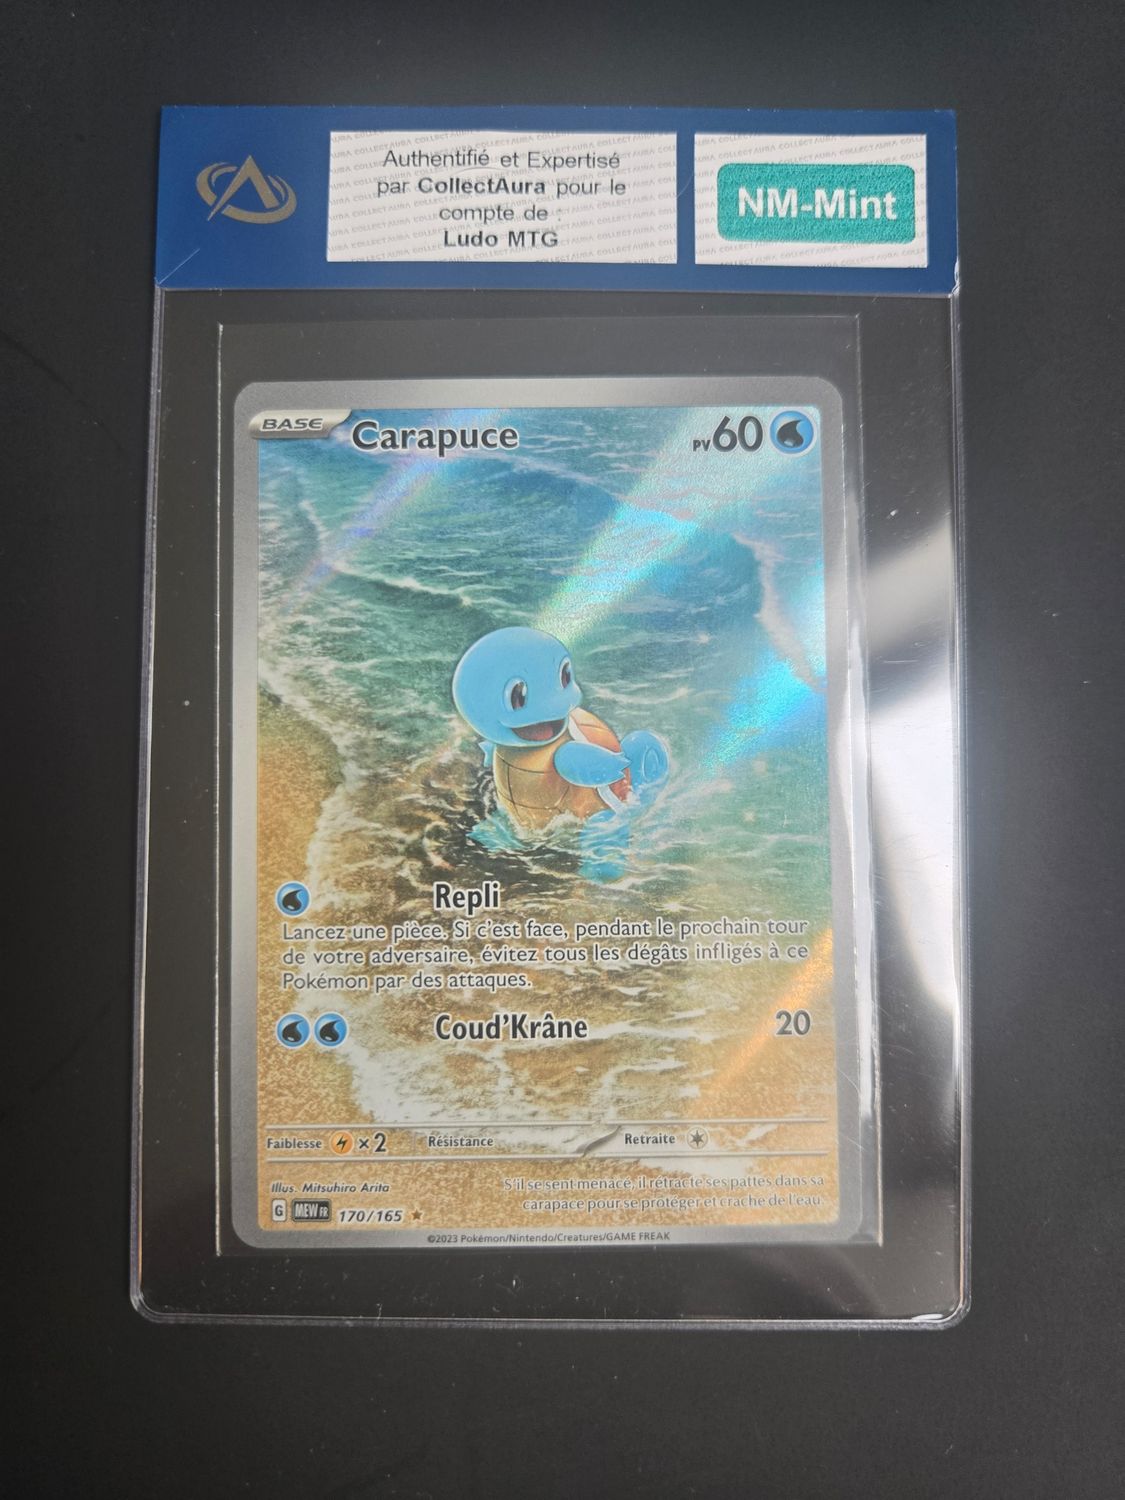 Authentifié et Expertisé
par CollectAura pour le
compte de :
Ludo MTG
NM-Mint
BASE
Carapuce
PV 60
Repli
Lancez une pièce. Si c'est face, pendant le prochain tour
de votre adversaire, évitez tous les dégâts infligés à ce
Pokémon par des attaques.
Coud'Krâne 20
Faiblesse ×2 Résistance Retraite
Illus. Mitsuhiro Arita
S'il se sent menacé, il rétracte ses pattes dans sa
carapace pour se protéger et crache de l'eau.
G MEW FR 170/165
©2023 Pokémon/Nintendo/Creatures/GAME FREAK